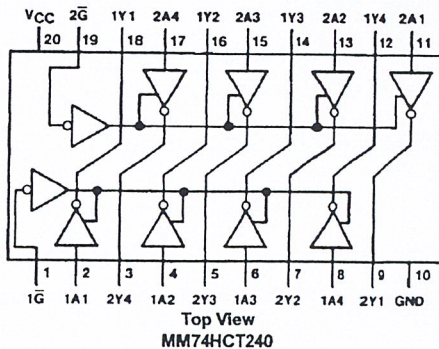 VCC 2G̅ 1Y1 2A4 1Y2 2A3 1Y3 2A2 1Y4 2A1
20 19 18 17 16 15 14 13 12 11
1 2 3 4 5 6 7 8 9 10
1G̅ 1A1 2Y4 1A2 2Y3 1A3 2Y2 1A4 2Y1 GND
Top View
MM74HCT240